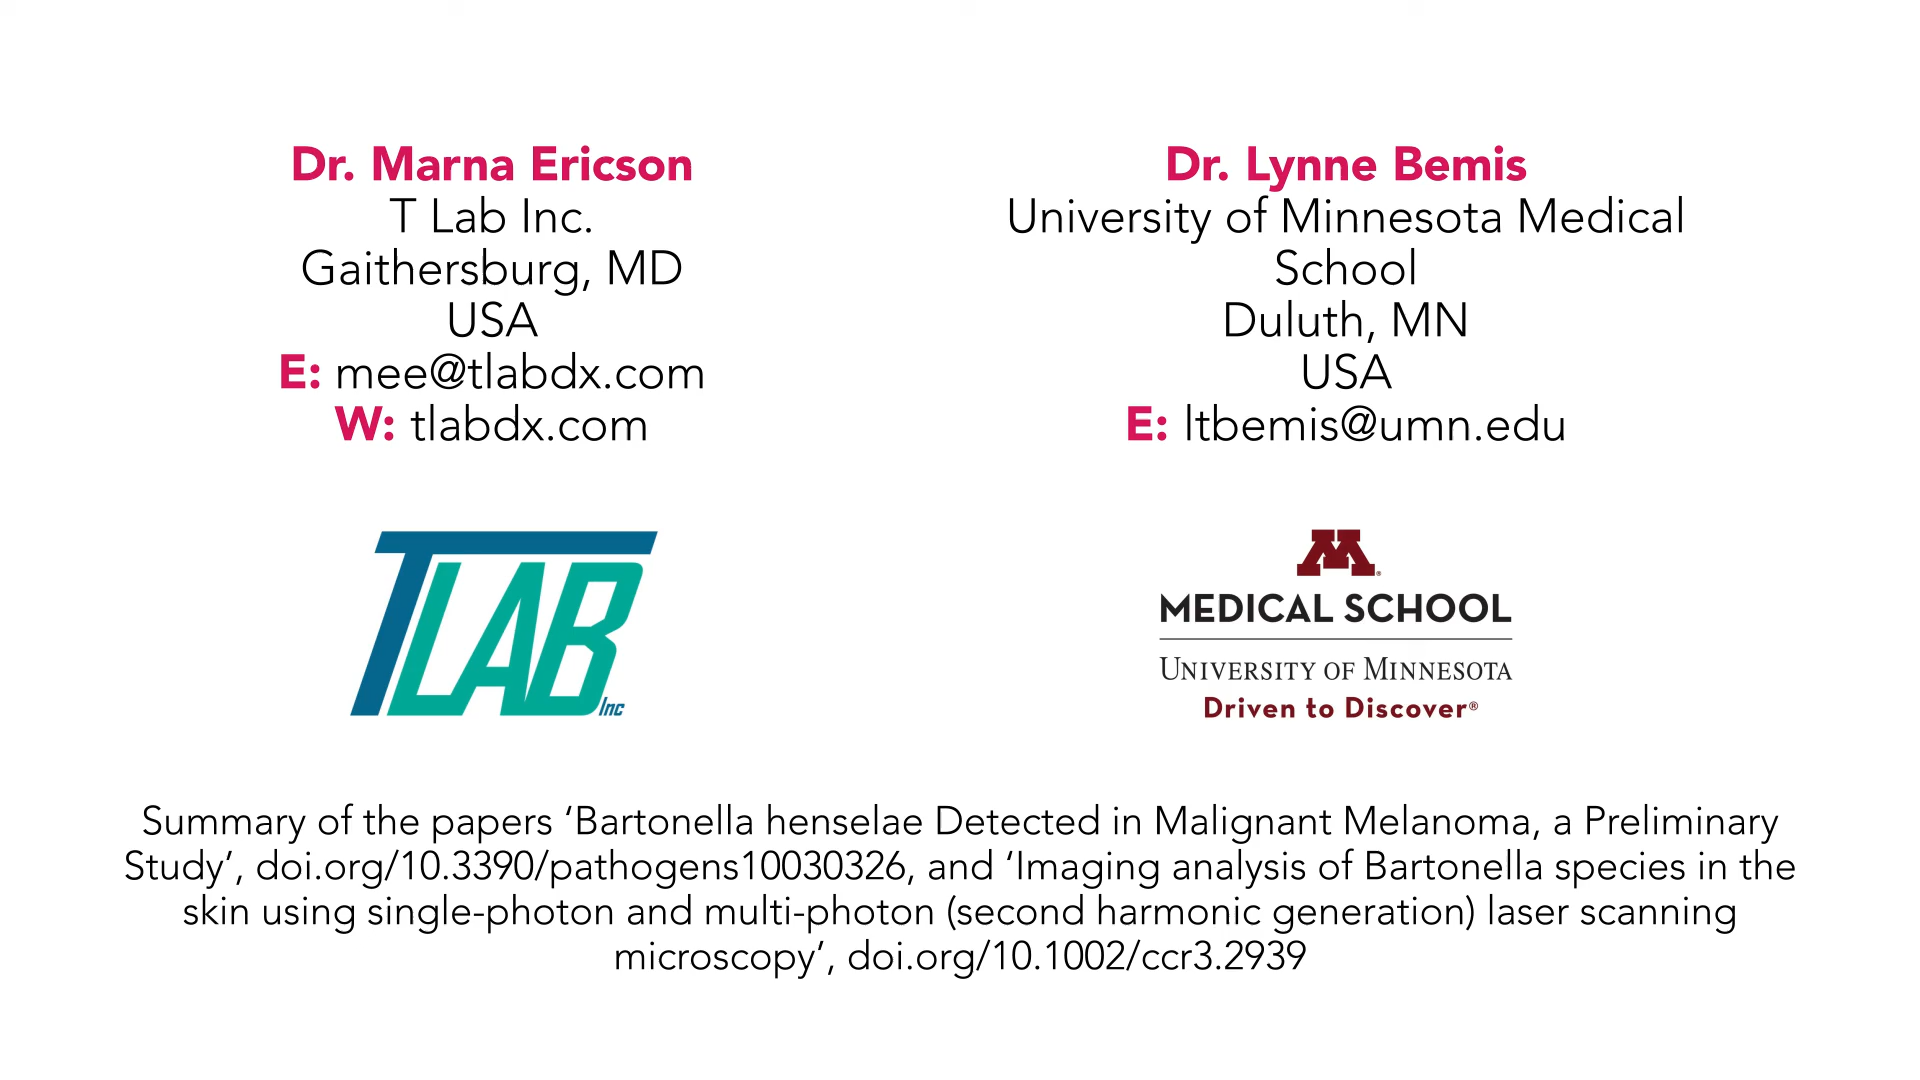 Dr. Marna Ericson
T Lab Inc.
Gaithersburg, MD
USA
E: mee@tlabdx.com
W: tlabdx.com
Dr. Lynne Bemis
University of Minnesota Medical
School
Duluth, MN
USA
E: ltbemis@umn.edu
TLAB Inc
M®
MEDICAL SCHOOL
UNIVERSITY OF MINNESOTA
Driven to Discover®
Summary of the papers ‘Bartonella henselae Detected in Malignant Melanoma, a Preliminary
Study’, doi.org/10.3390/pathogens10030326, and ‘Imaging analysis of Bartonella species in the
skin using single-photon and multi-photon (second harmonic generation) laser scanning
microscopy’, doi.org/10.1002/ccr3.2939